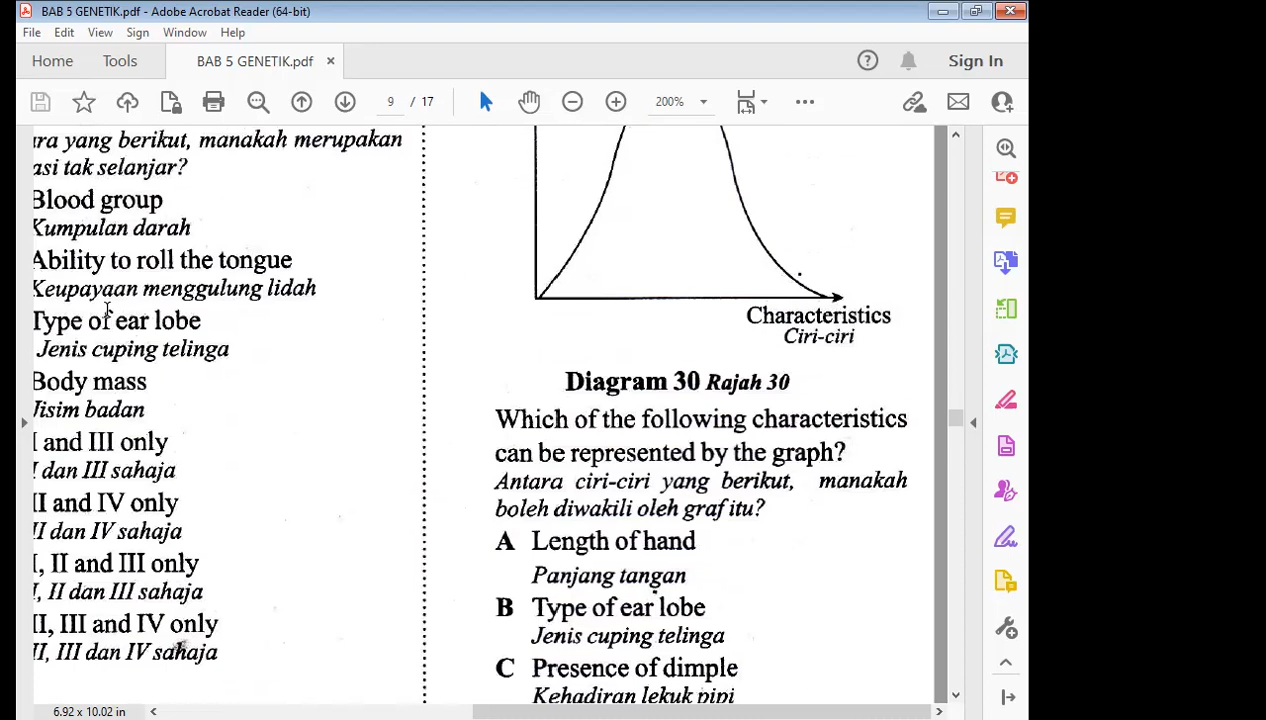 BAB 5 GENETIK.pdf - Adobe Acrobat Reader (64-bit)
File Edit View Sign Window Help
Home Tools BAB 5 GENETIK.pdf × Sign In
9 / 17 200%
ara yang berikut, manakah merupakan
asi tak selanjar?
Blood group
Kumpulan darah
Ability to roll the tongue
Keupayaan menggulung lidah
Type of ear lobe
Jenis cuping telinga
Body mass
Jisim badan
I and III only
I dan III sahaja
II and IV only
II dan IV sahaja
I, II and III only
I, II dan III sahaja
II, III and IV only
II, III dan IV sahaja
Characteristics
Ciri-ciri
Diagram 30 Rajah 30
Which of the following characteristics
can be represented by the graph?
Antara ciri-ciri yang berikut, manakah
boleh diwakili oleh graf itu?
A Length of hand
Panjang tangan
B Type of ear lobe
Jenis cuping telinga
C Presence of dimple
Kehadiran lekuk pipi
6.92 x 10.02 in